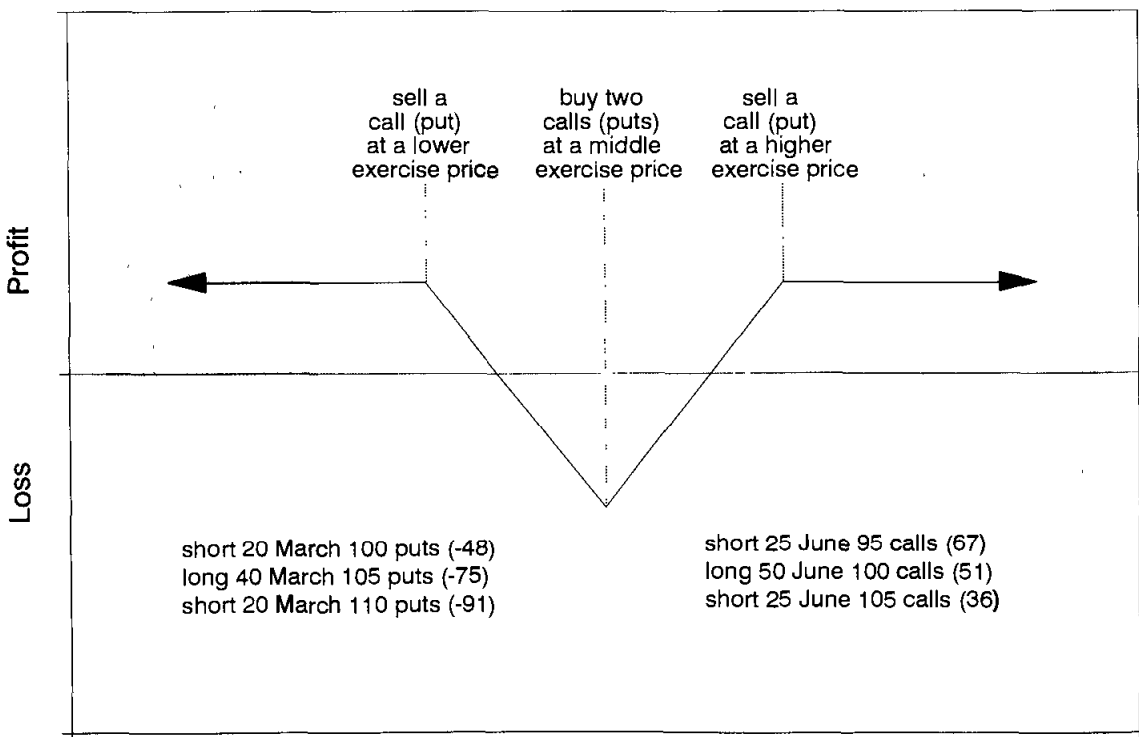 sell a
call (put)
at a lower
exercise price
buy two
calls (puts)
at a middle
exercise price
sell a
call (put)
at a higher
exercise price
Profit
Loss
short 20 March 100 puts (-48)
long 40 March 105 puts (-75)
short 20 March 110 puts (-91)
short 25 June 95 calls (67)
long 50 June 100 calls (51)
short 25 June 105 calls (36)